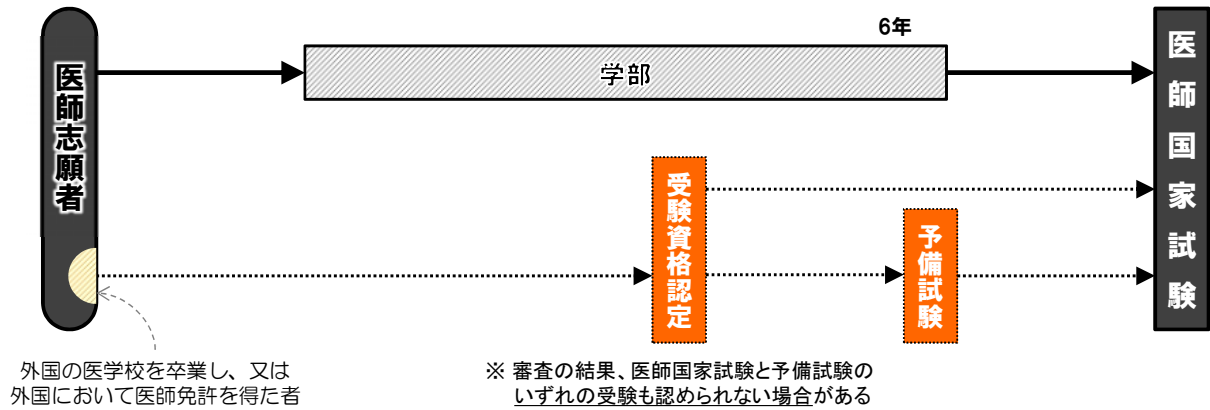 6年
医師志願者
学部
医師国家試験
受験資格認定
予備試験
外国の医学校を卒業し、又は
外国において医師免許を得た者
※ 審査の結果、医師国家試験と予備試験の
いずれの受験も認められない場合がある